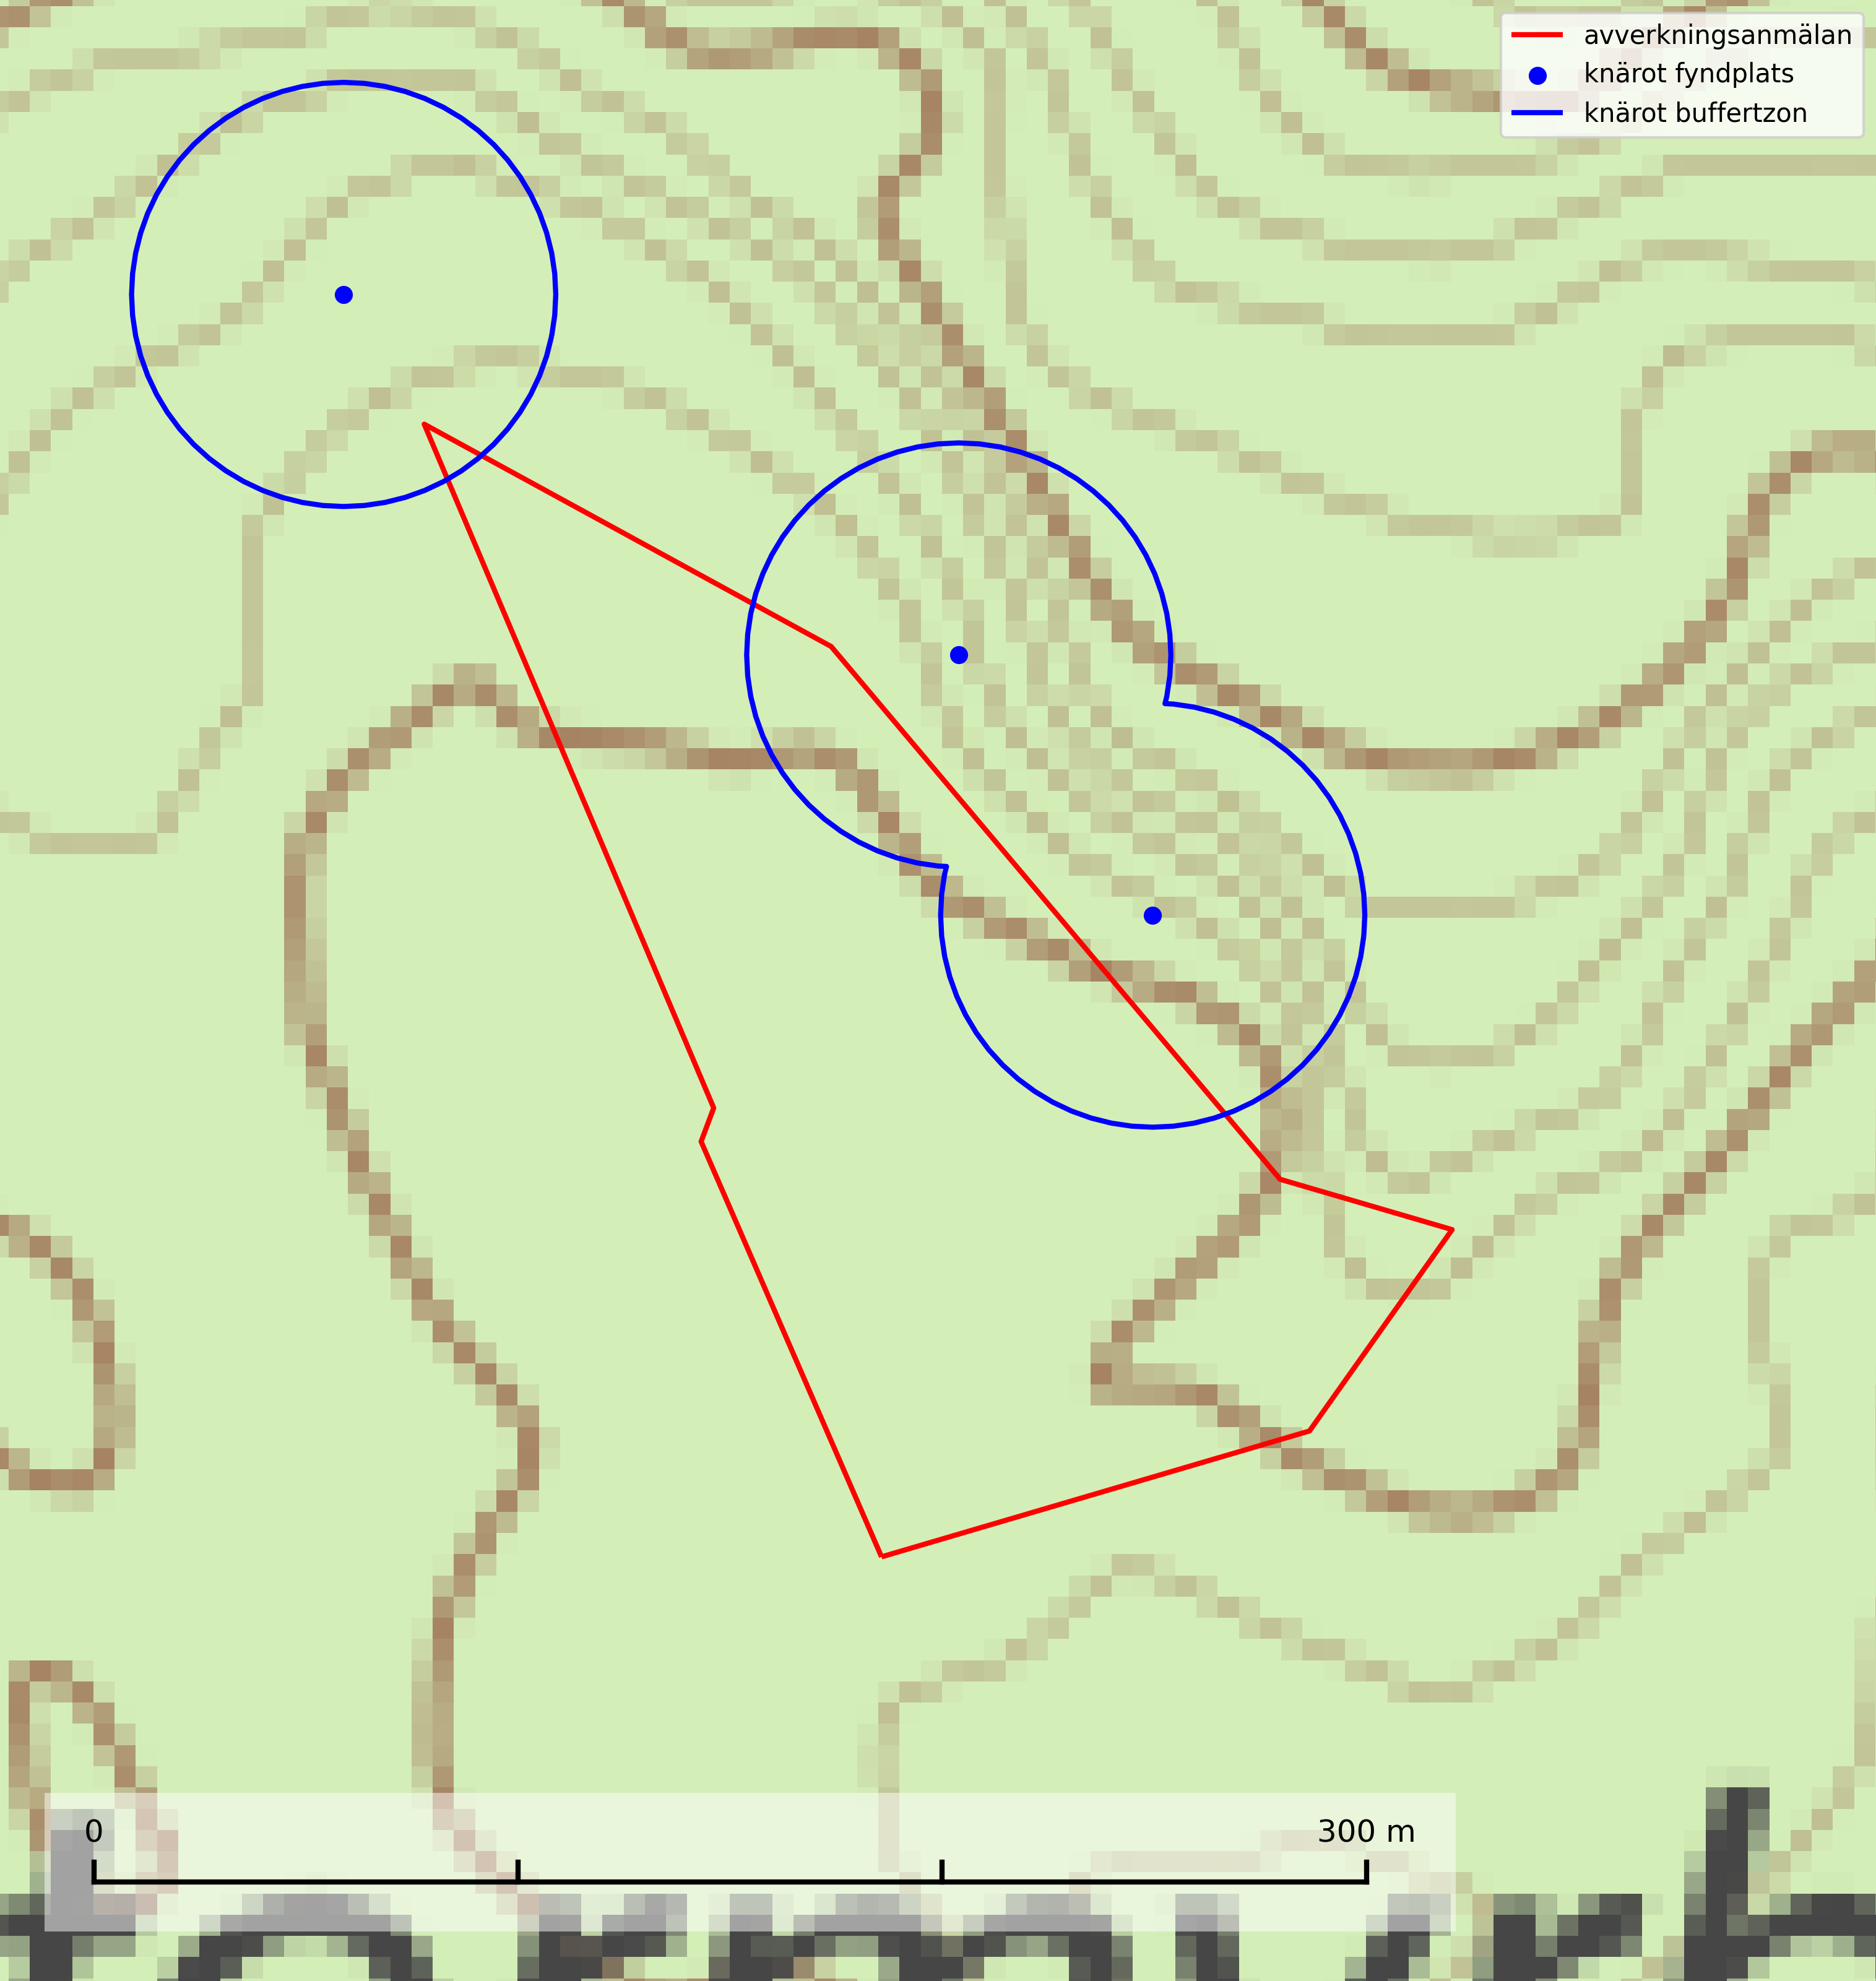 avverkningsanmälan
knärot fyndplats
knärot buffertzon
0 300 m